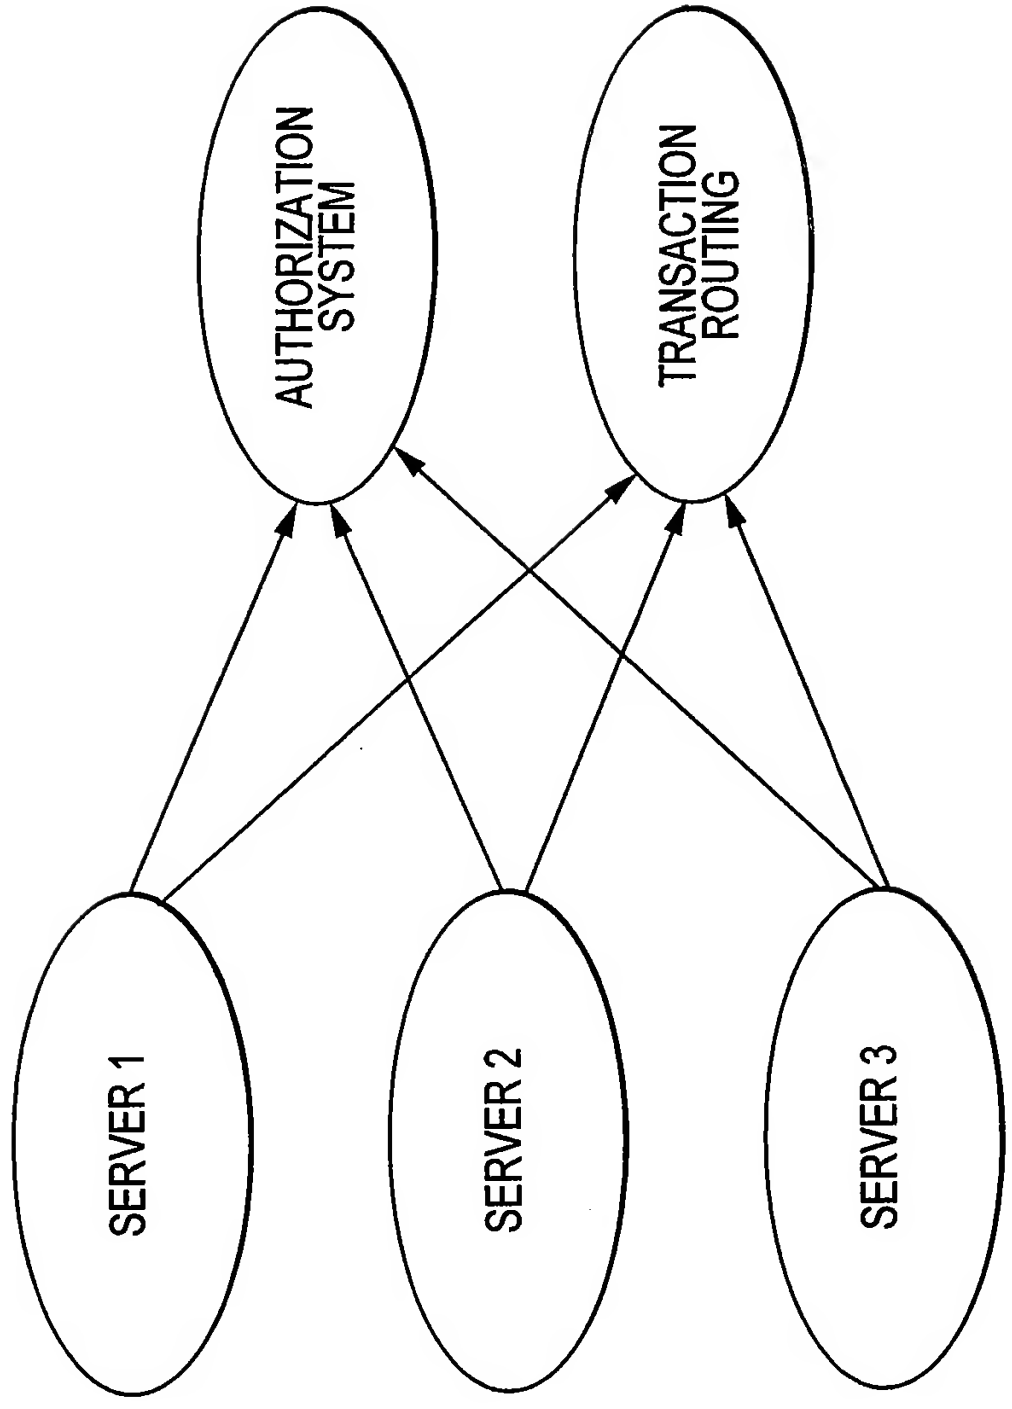 AUTHORIZATION
SYSTEM
TRANSACTION
ROUTING
SERVER 1
SERVER 2
SERVER 3